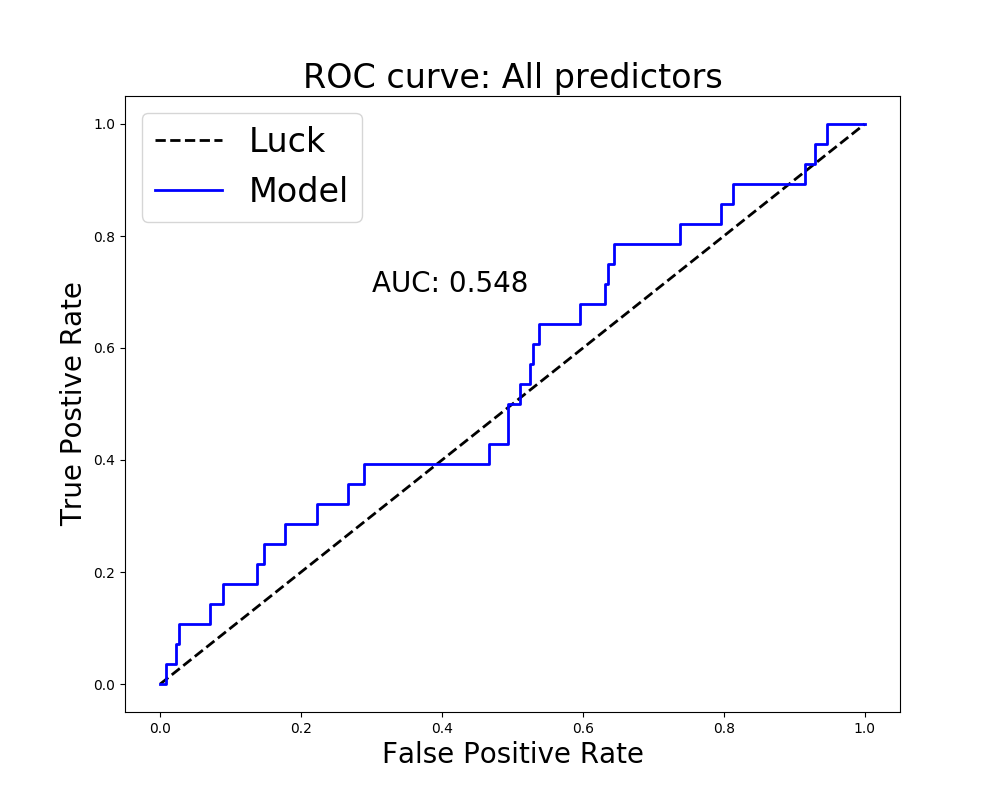 ROC curve: All predictors
Luck
Model
AUC: 0.548
True Postive Rate
1.0
0.8
0.6
0.4
0.2
0.0
0.0 0.2 0.4 0.6 0.8 1.0
False Positive Rate